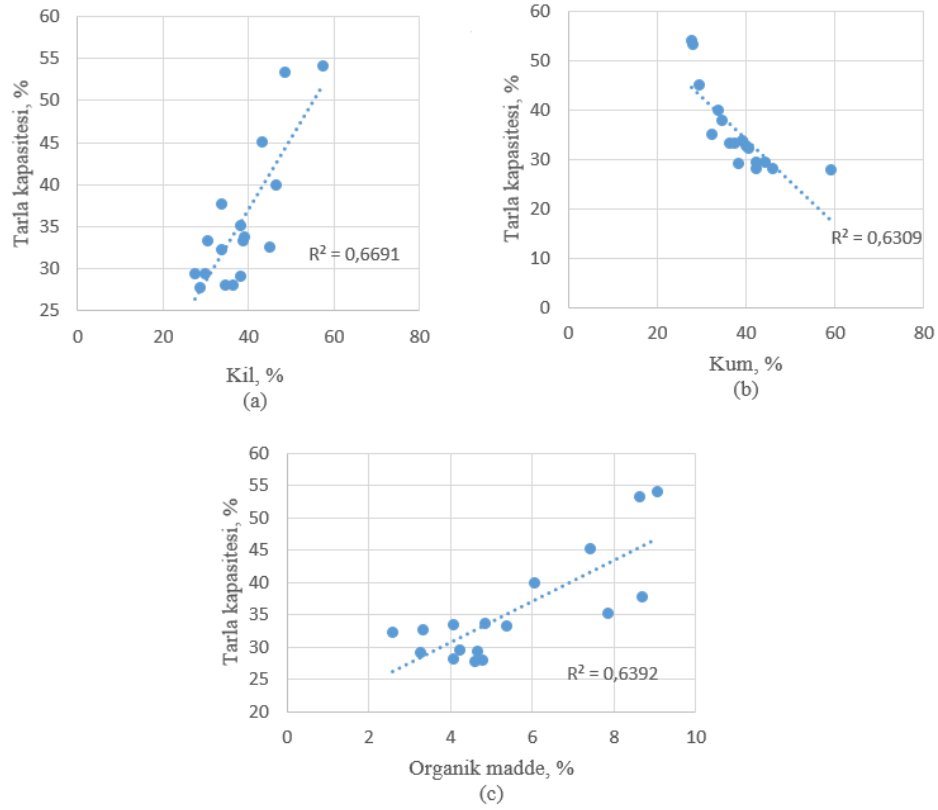 60
55
50
45
40
35
30
25
Tarla kapasitesi, %
R² = 0,6691
0 20 40 60 80
Kil, %
(a)
60
50
40
30
20
10
0
Tarla kapasitesi, %
R² = 0,6309
0 20 40 60 80
Kum, %
(b)
60
55
50
45
40
35
30
25
20
Tarla kapasitesi, %
R² = 0,6392
0 2 4 6 8 10
Organik madde, %
(c)